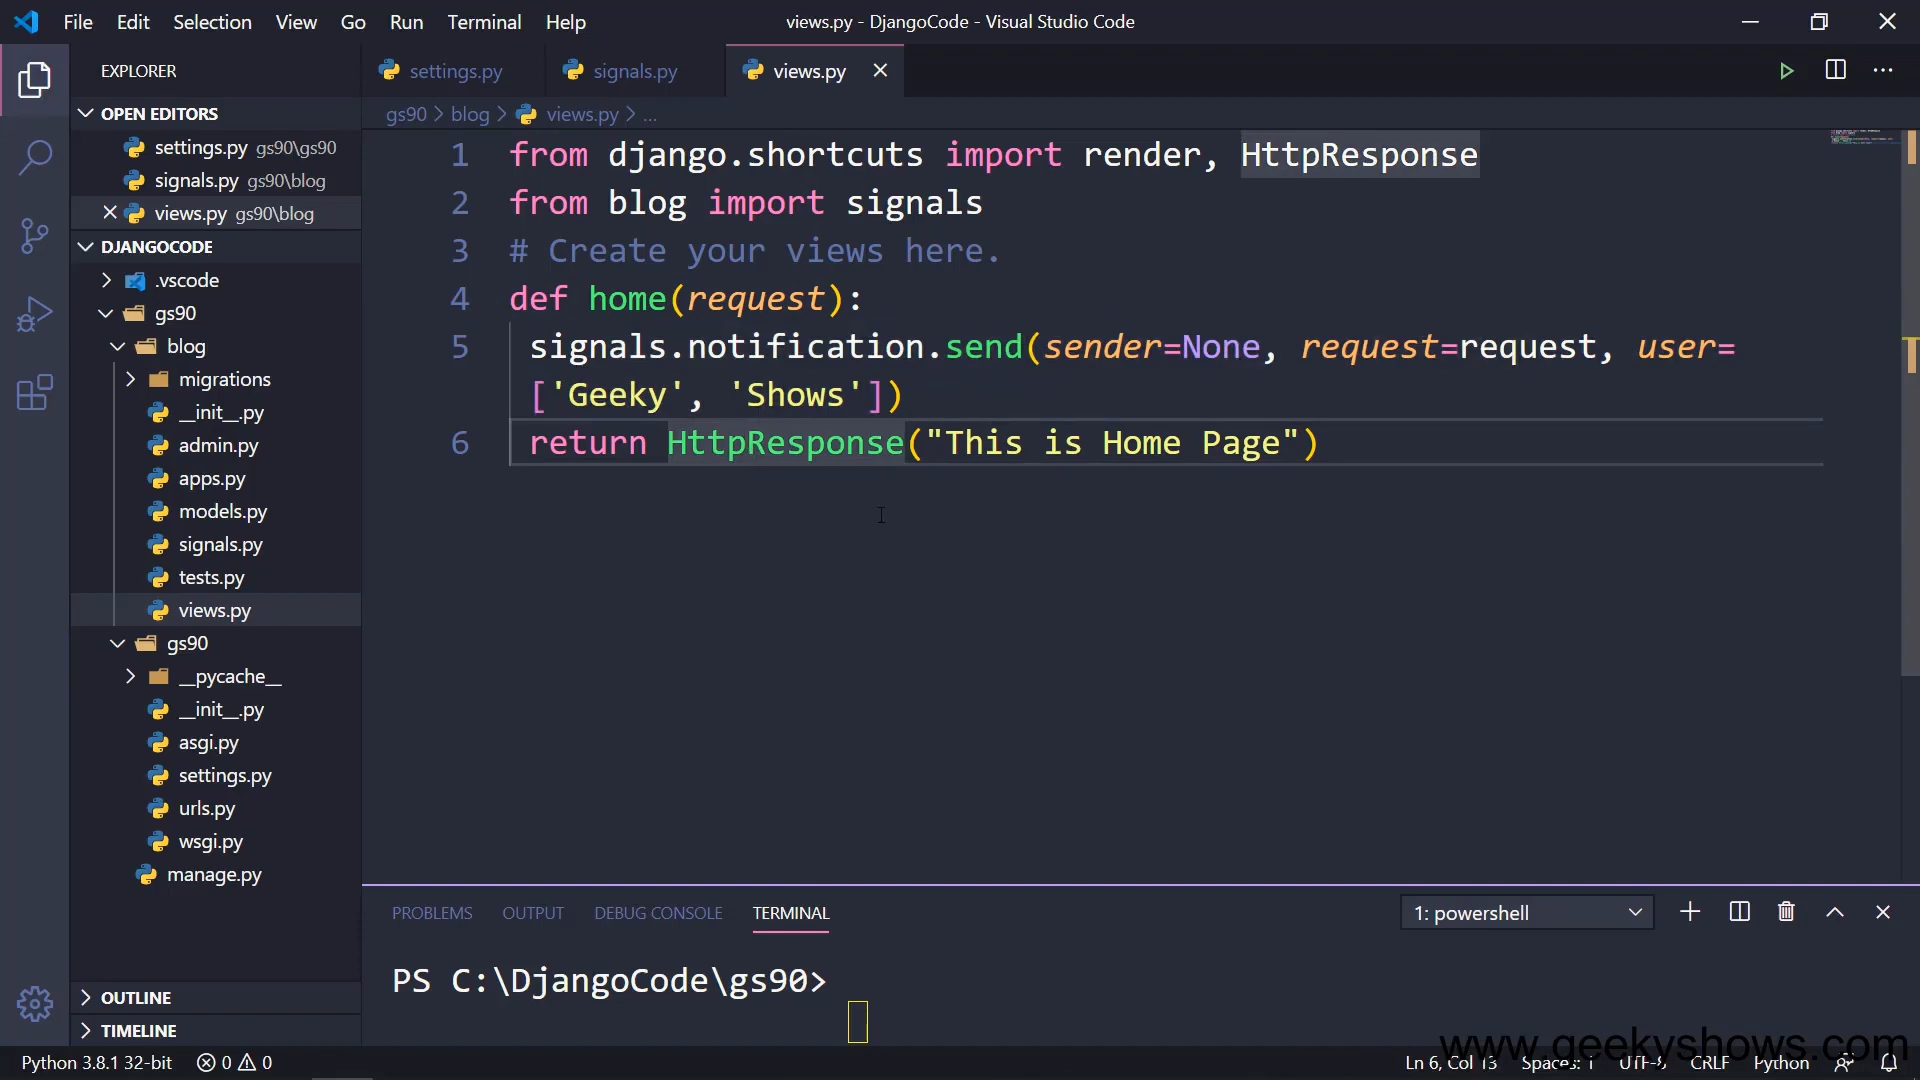 File Edit Selection View Go Run Terminal Help
views.py - DjangoCode - Visual Studio Code
EXPLORER
OPEN EDITORS
settings.py gs90\gs90
signals.py gs90\blog
views.py gs90\blog
DJANGOCODE
.vscode
gs90
blog
migrations
__init__.py
admin.py
apps.py
models.py
signals.py
tests.py
views.py
gs90
__pycache__
__init__.py
asgi.py
settings.py
urls.py
wsgi.py
manage.py
OUTLINE
TIMELINE
settings.py signals.py views.py
gs90 > blog > views.py > ...
1 from django.shortcuts import render, HttpResponse
2 from blog import signals
3 # Create your views here.
4 def home(request):
5 signals.notification.send(sender=None, request=request, user=
['Geeky', 'Shows'])
6 return HttpResponse("This is Home Page")
PROBLEMS OUTPUT DEBUG CONSOLE TERMINAL
1: powershell
PS C:\DjangoCode\gs90>
www.geekyshows.com
Python 3.8.1 32-bit 0 0
Ln 6, Col 13 Spaces: 1 UTF-8 CRLF Python